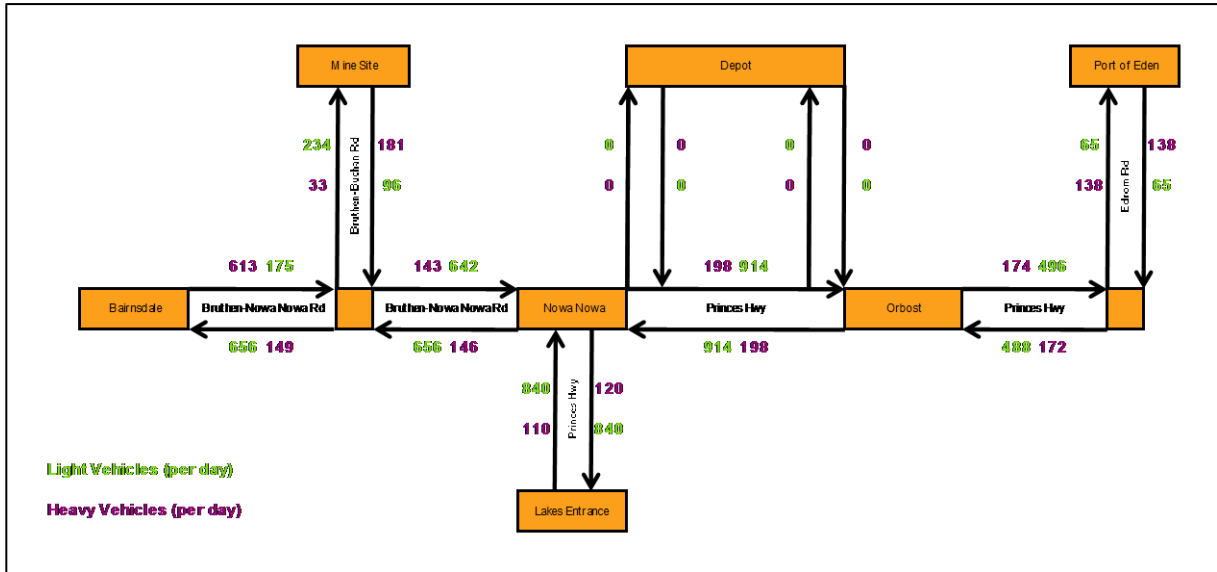 Mine Site
Depot
Port of Eden
234 181
33 96
Bruthen-Buchan Rd
0 0 0 0
0 0 0 0
65 138
138 65
Edrom Rd
613 175 143 642 198 914 174 496
Bairnsdale Bruthen-Nowa Nowa Rd Bruthen-Nowa Nowa Rd Nowa Nowa Princes Hwy Orbost Princes Hwy
656 149 656 146 914 198 488 172
840 120
110 840
Princes Hwy
Light Vehicles (per day)
Heavy Vehicles (per day)
Lakes Entrance